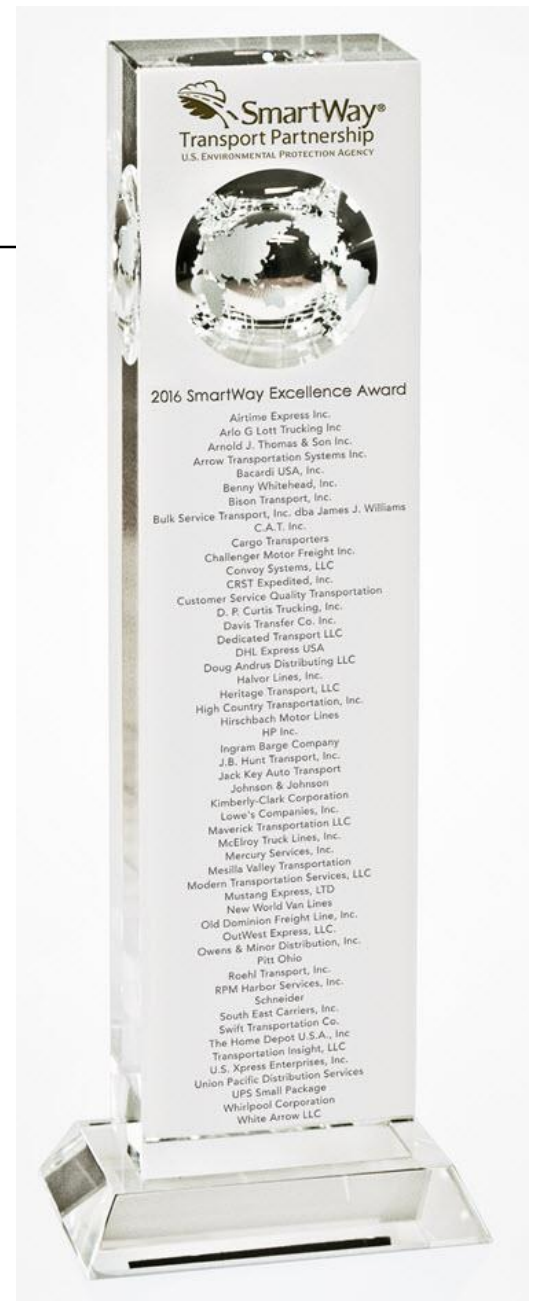 SmartWay®
Transport Partnership
U.S. ENVIRONMENTAL PROTECTION AGENCY
2016 SmartWay Excellence Award
Airtime Express Inc.
Arlo G Lott Trucking Inc
Arnold J. Thomas & Son Inc.
Arrow Transportation Systems Inc.
Bacardi USA, Inc.
Benny Whitehead, Inc.
Bison Transport, Inc.
Bulk Service Transport, Inc. dba James J. Williams
C.A.T. Inc.
Cargo Transporters
Challenger Motor Freight Inc.
Convoy Systems, LLC
CRST Expedited, Inc.
Customer Service Quality Transportation
D. P. Curtis Trucking, Inc.
Davis Transfer Co. Inc.
Dedicated Transport LLC
DHL Express USA
Doug Andrus Distributing LLC
Halvor Lines, Inc.
Heritage Transport, LLC
High Country Transportation, Inc.
Hirschbach Motor Lines
HP Inc.
Ingram Barge Company
J.B. Hunt Transport, Inc.
Jack Key Auto Transport
Johnson & Johnson
Kimberly-Clark Corporation
Lowe's Companies, Inc.
Maverick Transportation LLC
McElroy Truck Lines, Inc.
Mercury Services, Inc.
Mesilla Valley Transportation
Modern Transportation Services, LLC
Mustang Express, LTD
New World Van Lines
Old Dominion Freight Line, Inc.
OutWest Express, LLC.
Owens & Minor Distribution, Inc.
Pitt Ohio
Roehl Transport, Inc.
RPM Harbor Services, Inc.
Schneider
South East Carriers, Inc.
Swift Transportation Co.
The Home Depot U.S.A., Inc
Transportation Insight, LLC
U.S. Xpress Enterprises, Inc.
Union Pacific Distribution Services
UPS Small Package
Whirlpool Corporation
White Arrow LLC